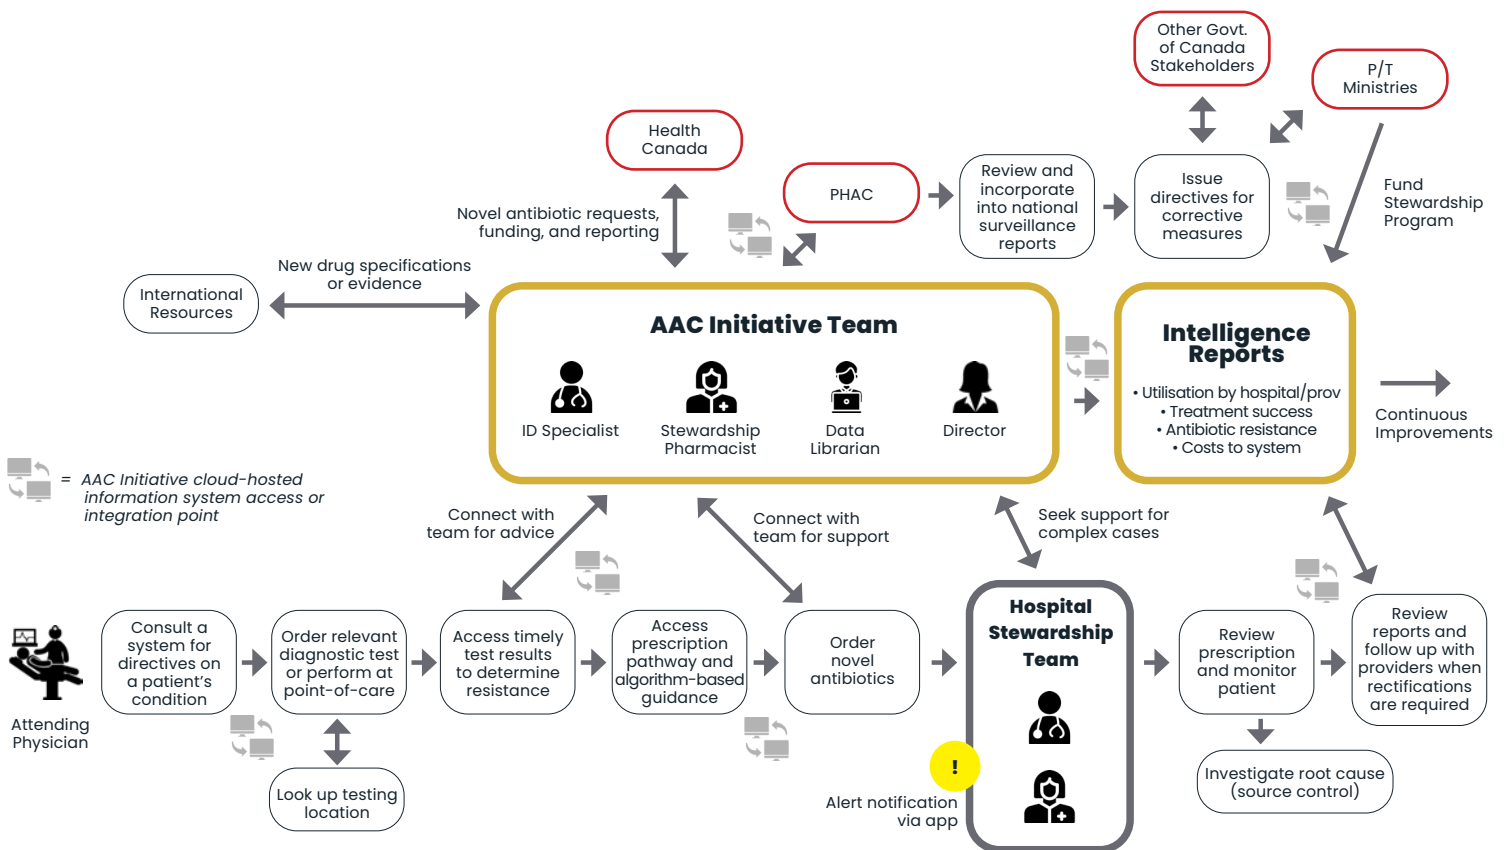 Other Govt.
of Canada
Stakeholders
P/T
Ministries
Health
Canada
PHAC
Review and
incorporate
into national
surveillance
reports
Issue
directives for
corrective
measures
Fund
Stewardship
Program
Novel antibiotic requests,
funding, and reporting
New drug specifications
or evidence
International
Resources
AAC Initiative Team
ID Specialist
Stewardship
Pharmacist
Data
Librarian
Director
Intelligence
Reports
• Utilisation by hospital/prov
• Treatment success
• Antibiotic resistance
• Costs to system
Continuous
Improvements
= AAC Initiative cloud-hosted
information system access or
integration point
Connect with
team for advice
Connect with
team for support
Seek support for
complex cases
Attending
Physician
Consult a
system for
directives on
a patient's
condition
Order relevant
diagnostic test
or perform at
point-of-care
Look up testing
location
Access timely
test results
to determine
resistance
Access
prescription
pathway and
algorithm-based
guidance
Order
novel
antibiotics
Hospital
Stewardship
Team
!
Alert notification
via app
Review
prescription
and monitor
patient
Investigate root cause
(source control)
Review
reports and
follow up with
providers when
rectifications
are required